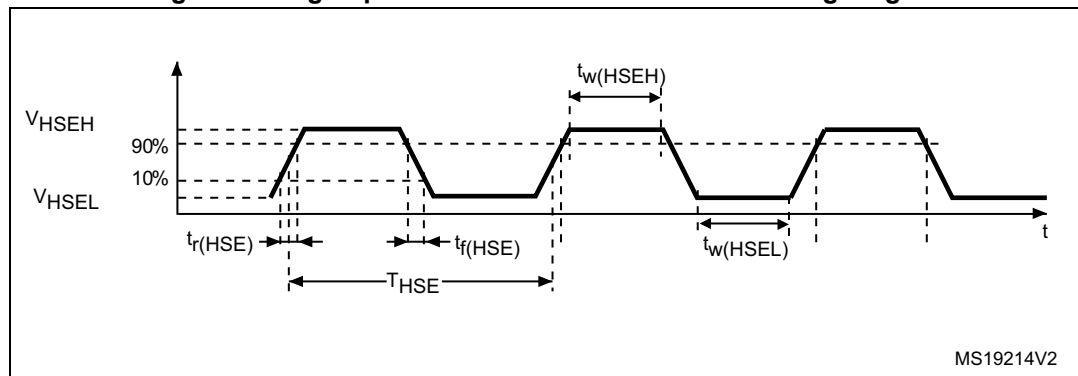 tw(HSEH)
VHSEH
90%
10%
VHSEL
tr(HSE)
tf(HSE)
tw(HSEL)
t
THSE
MS19214V2